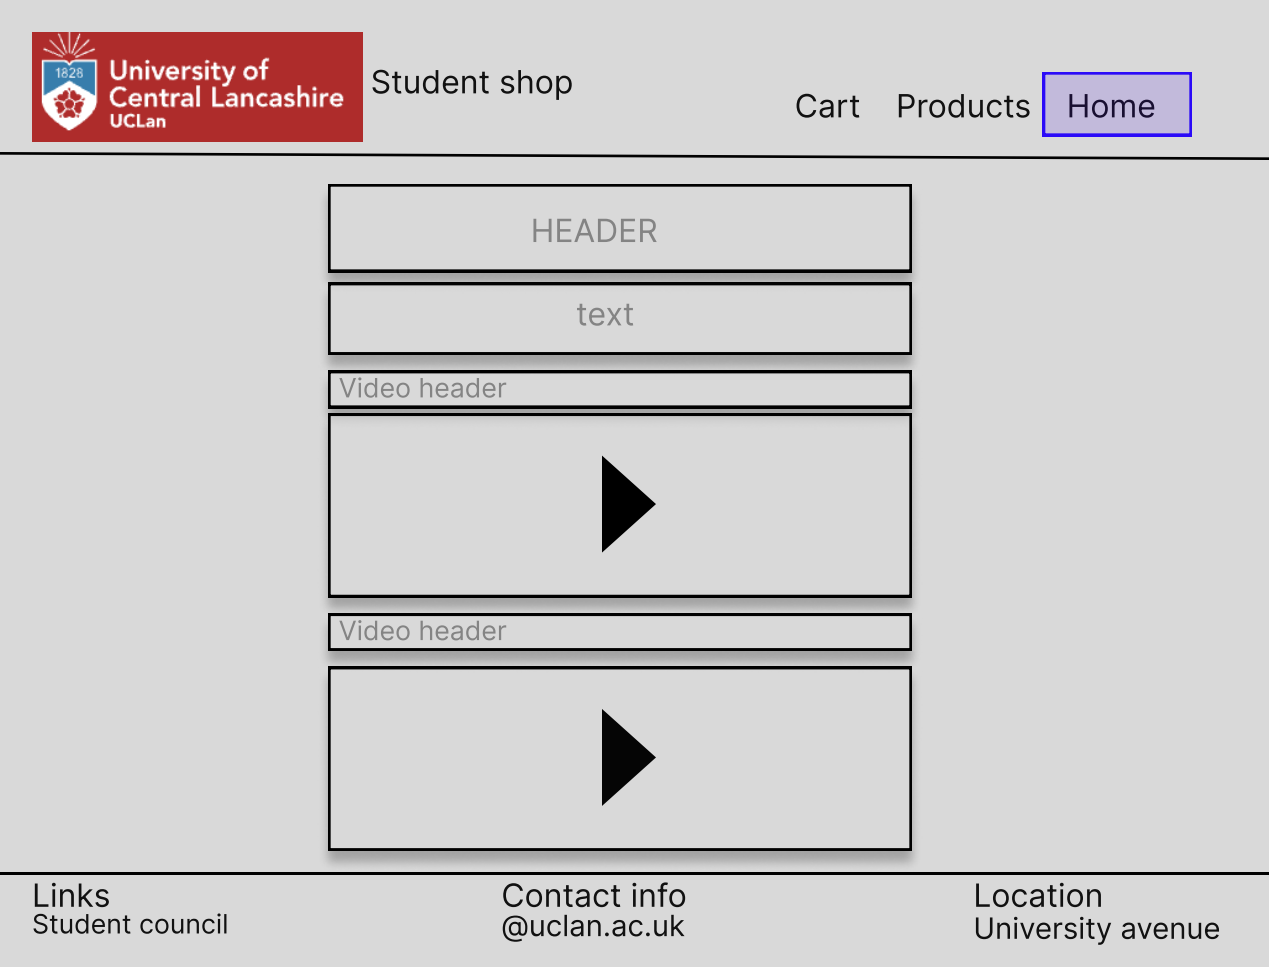 1828
University of
Central Lancashire
UCLan
Student shop
Cart Products Home
HEADER
text
Video header
Video header
Links
Student council
Contact info
@uclan.ac.uk
Location
University avenue